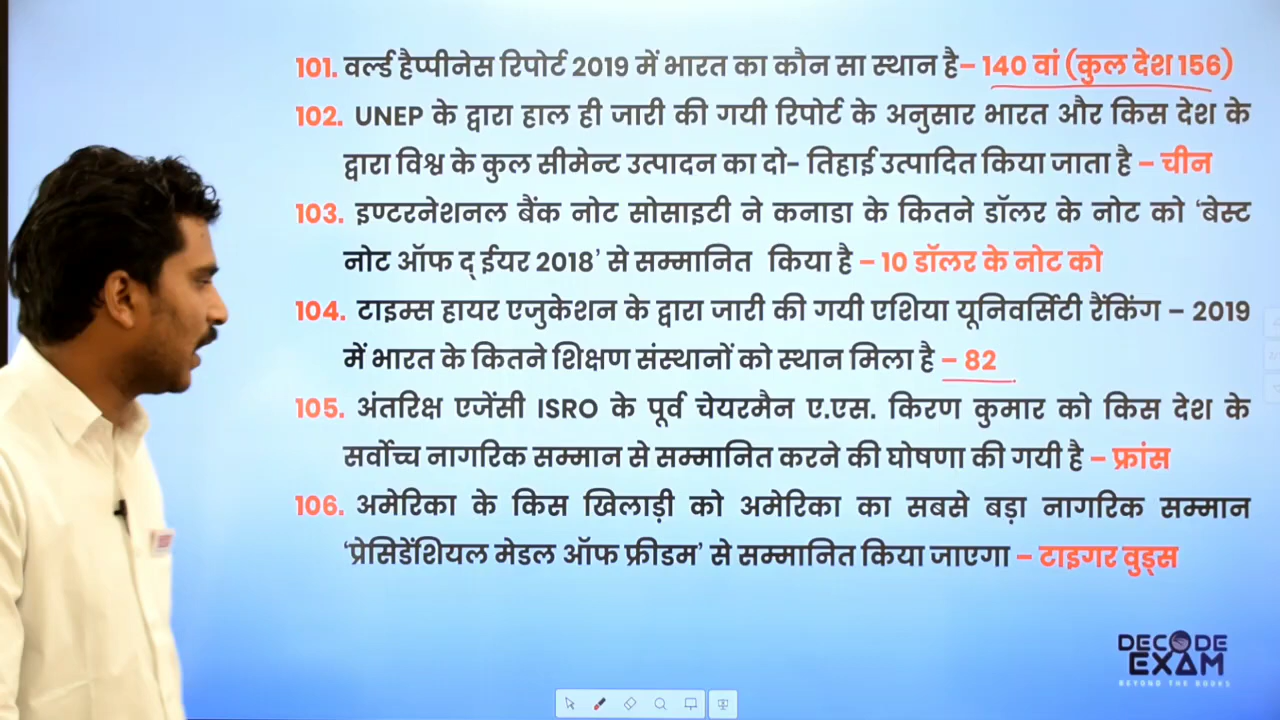 101. वर्ल्ड हैप्पीनेस रिपोर्ट 2019 में भारत का कौन सा स्थान है– 140 वां (कुल देश 156)
102. UNEP के द्वारा हाल ही जारी की गयी रिपोर्ट के अनुसार भारत और किस देश के
द्वारा विश्व के कुल सीमेन्ट उत्पादन का दो- तिहाई उत्पादित किया जाता है – चीन
103. इण्टरनेशनल बैंक नोट सोसाइटी ने कनाडा के कितने डॉलर के नोट को ‘बेस्ट
नोट ऑफ द् ईयर 2018’ से सम्मानित किया है – 10 डॉलर के नोट को
104. टाइम्स हायर एजुकेशन के द्वारा जारी की गयी एशिया यूनिवर्सिटी रैंकिंग – 2019
में भारत के कितने शिक्षण संस्थानों को स्थान मिला है – 82
105. अंतरिक्ष एजेंसी ISRO के पूर्व चेयरमैन ए.एस. किरण कुमार को किस देश के
सर्वोच्च नागरिक सम्मान से सम्मानित करने की घोषणा की गयी है – फ्रांस
106. अमेरिका के किस खिलाड़ी को अमेरिका का सबसे बड़ा नागरिक सम्मान
‘प्रेसिडेंशियल मेडल ऑफ फ्रीडम’ से सम्मानित किया जाएगा – टाइगर वुड्स
DECODE
EXAM
BEYOND THE BOOKS